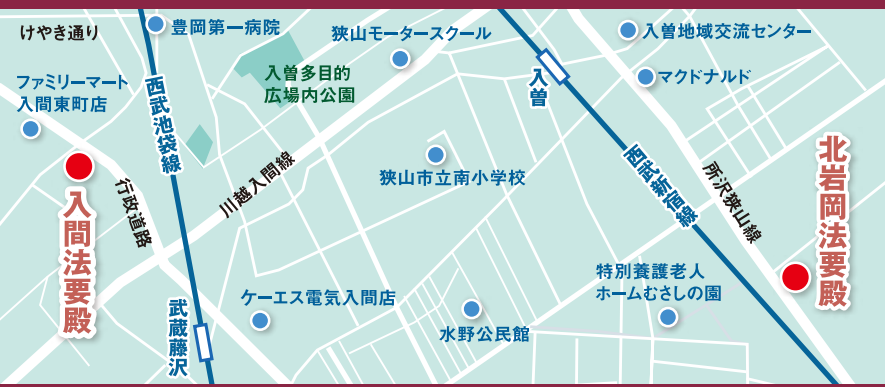 けやき通り
豊岡第一病院
狭山モータースクール
入曽地域交流センター
ファミリーマート
入間東町店
西武池袋線
入曽多目的
広場内公園
入曽
マクドナルド
狭山市立南小学校
川越入間線
行政道路
西武新宿線
所沢狭山線
北岩岡法要殿
入間法要殿
武蔵藤沢
ケーエス電気入間店
水野公民館
特別養護老人
ホームむさしの園